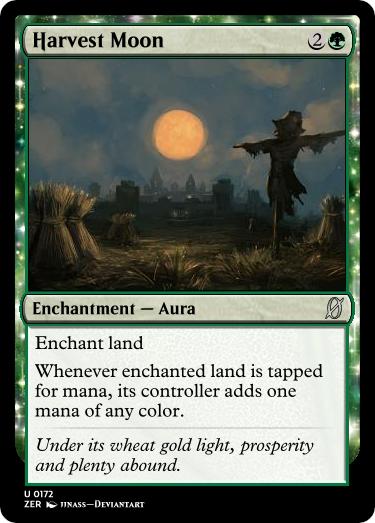 Harvest Moon 2
Enchantment — Aura
Enchant land
Whenever enchanted land is tapped
for mana, its controller adds one
mana of any color.
Under its wheat gold light, prosperity
and plenty abound.
U 0172
ZER jinass—Deviantart